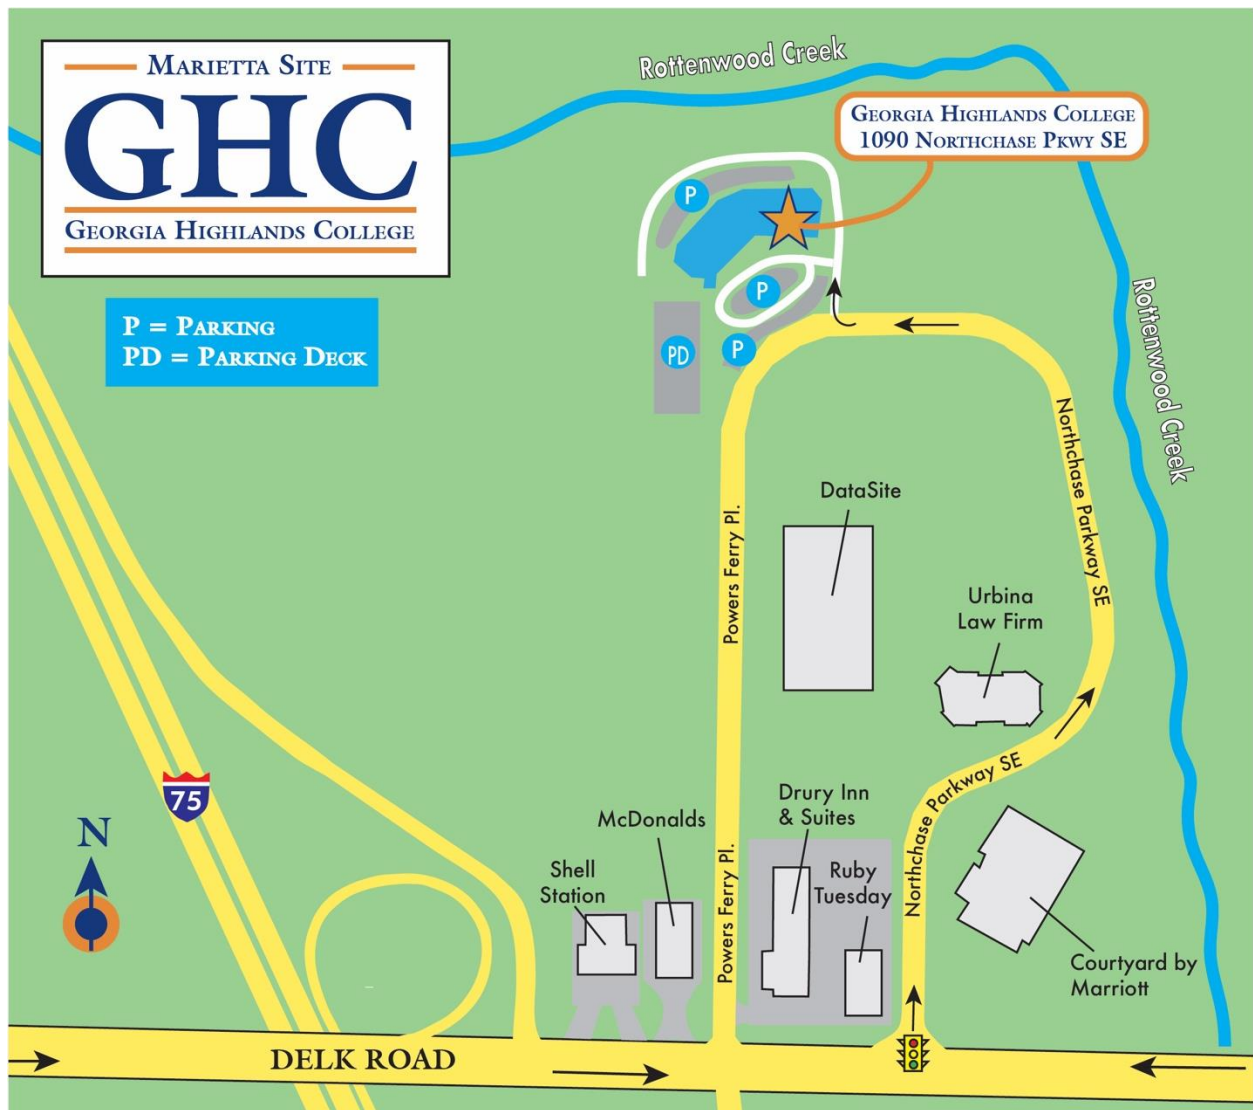 MARIETTA SITE
GHC
GEORGIA HIGHLANDS COLLEGE
P = PARKING
PD = PARKING DECK
Rottenwood Creek
GEORGIA HIGHLANDS COLLEGE
1090 NORTHCHASE PKWY SE
P
P
P
PD
Rottenwood Creek
Northchase Parkway SE
DataSite
Powers Ferry Pl.
Urbina
Law Firm
Northchase Parkway SE
75
N
McDonalds
Drury Inn
& Suites
Shell
Station
Ruby
Tuesday
Powers Ferry Pl.
Northchase Parkway SE
Courtyard by
Marriott
DELK ROAD